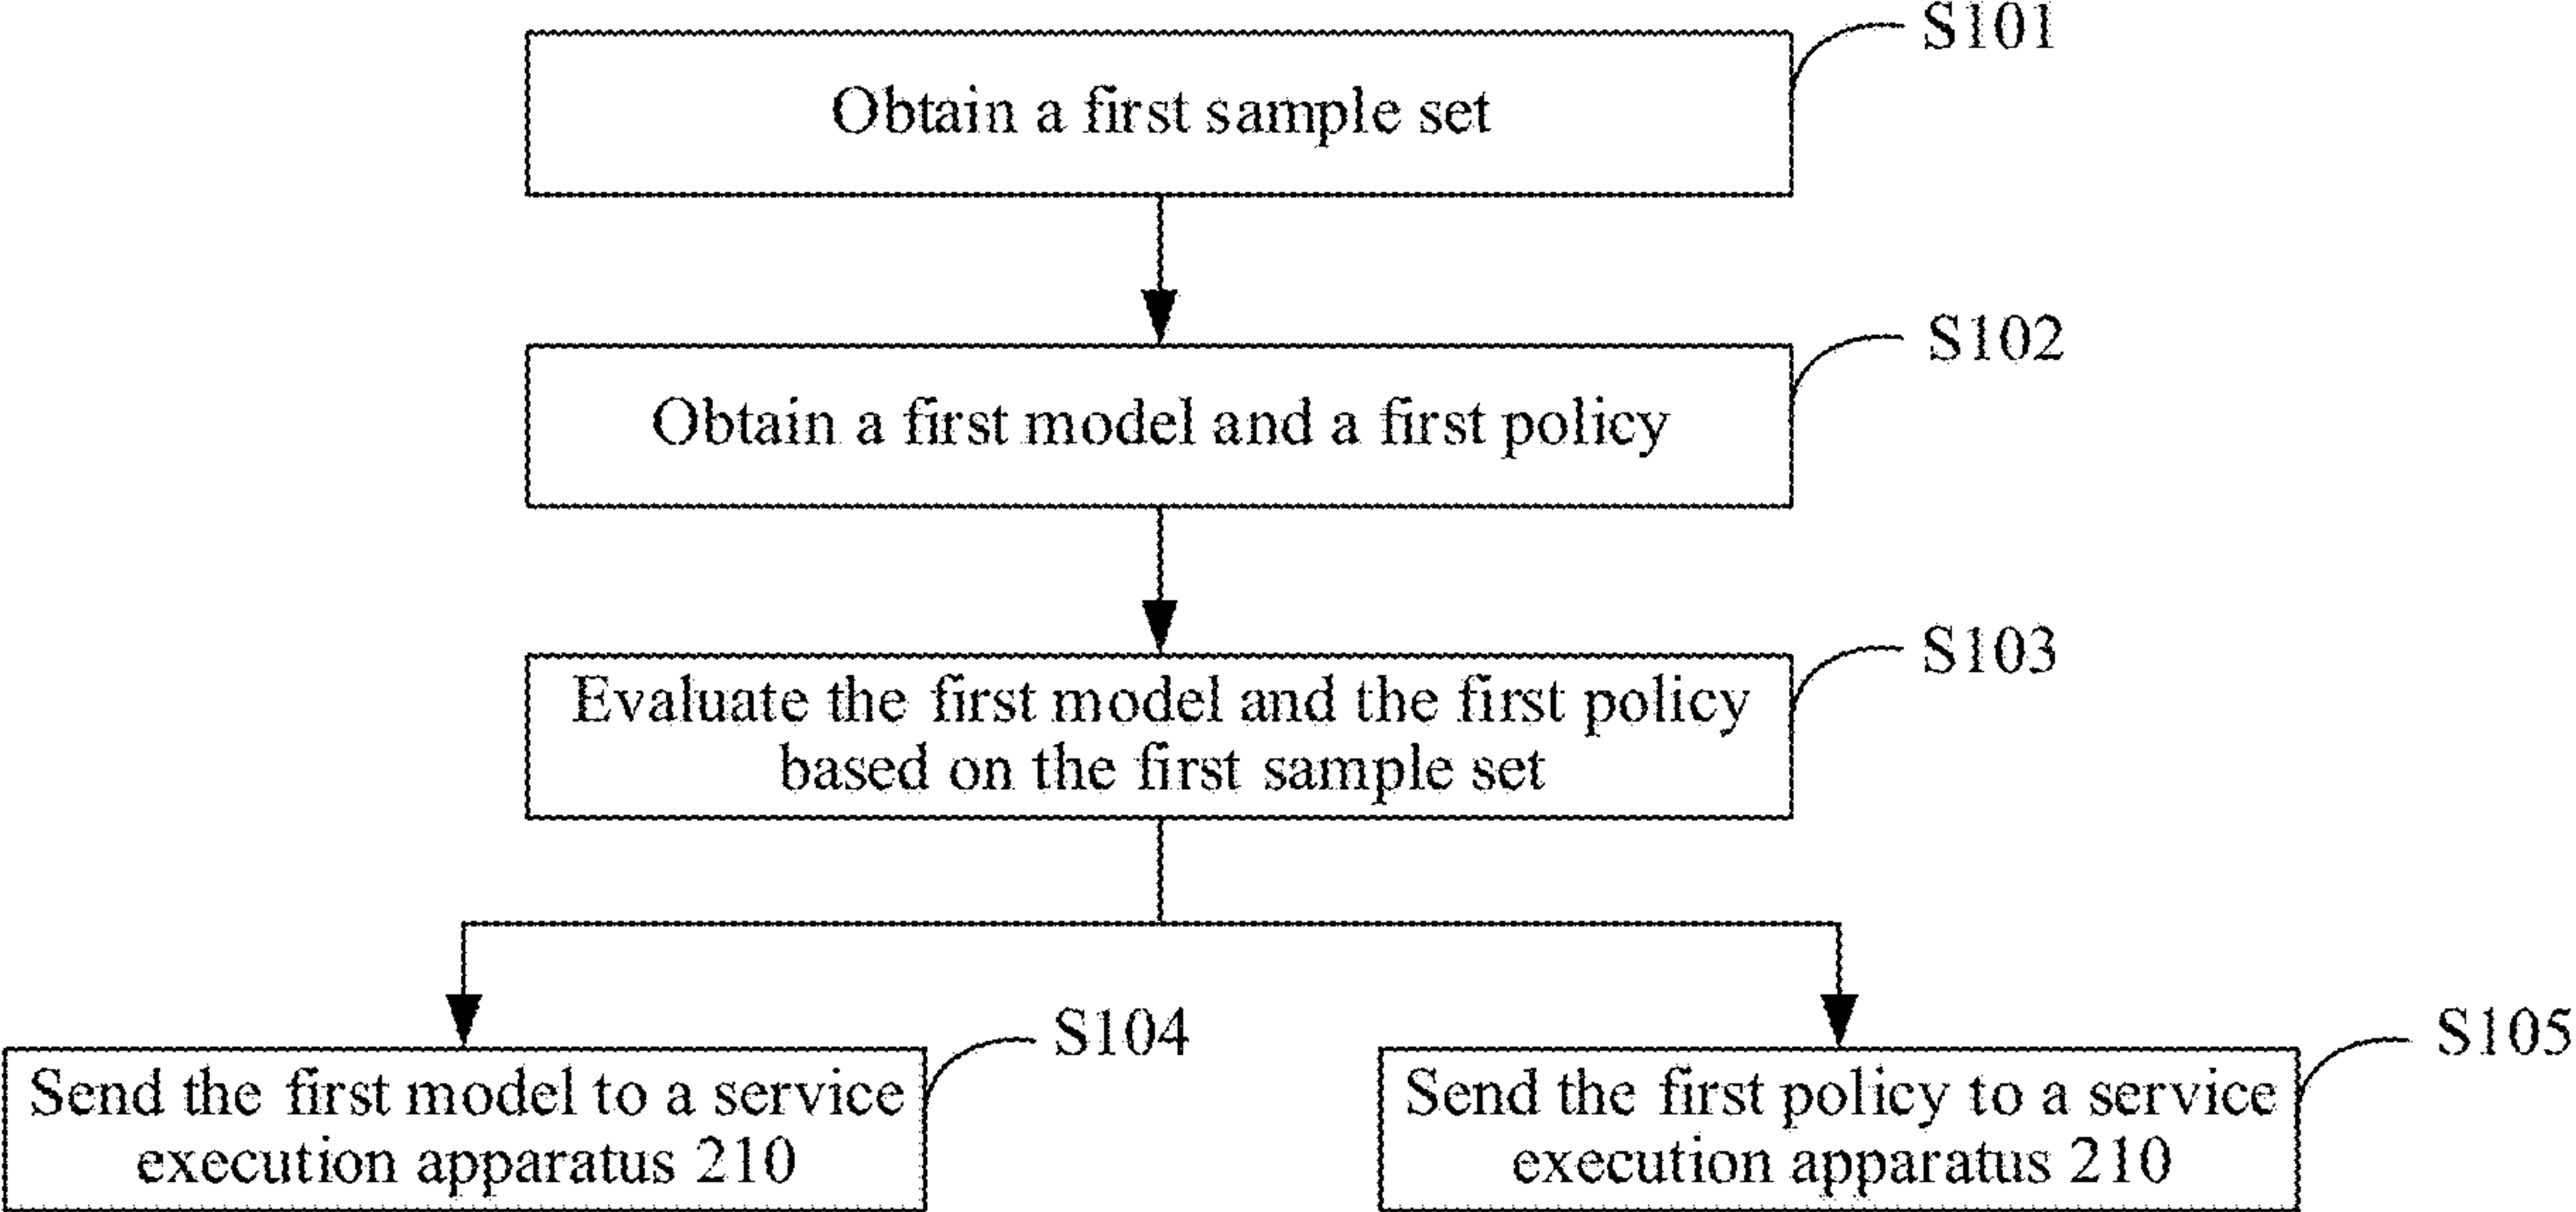 S101
Obtain a first sample set
S102
Obtain a first model and a first policy
S103
Evaluate the first model and the first policy
based on the first sample set
S104
Send the first model to a service
execution apparatus 210
S105
Send the first policy to a service
execution apparatus 210